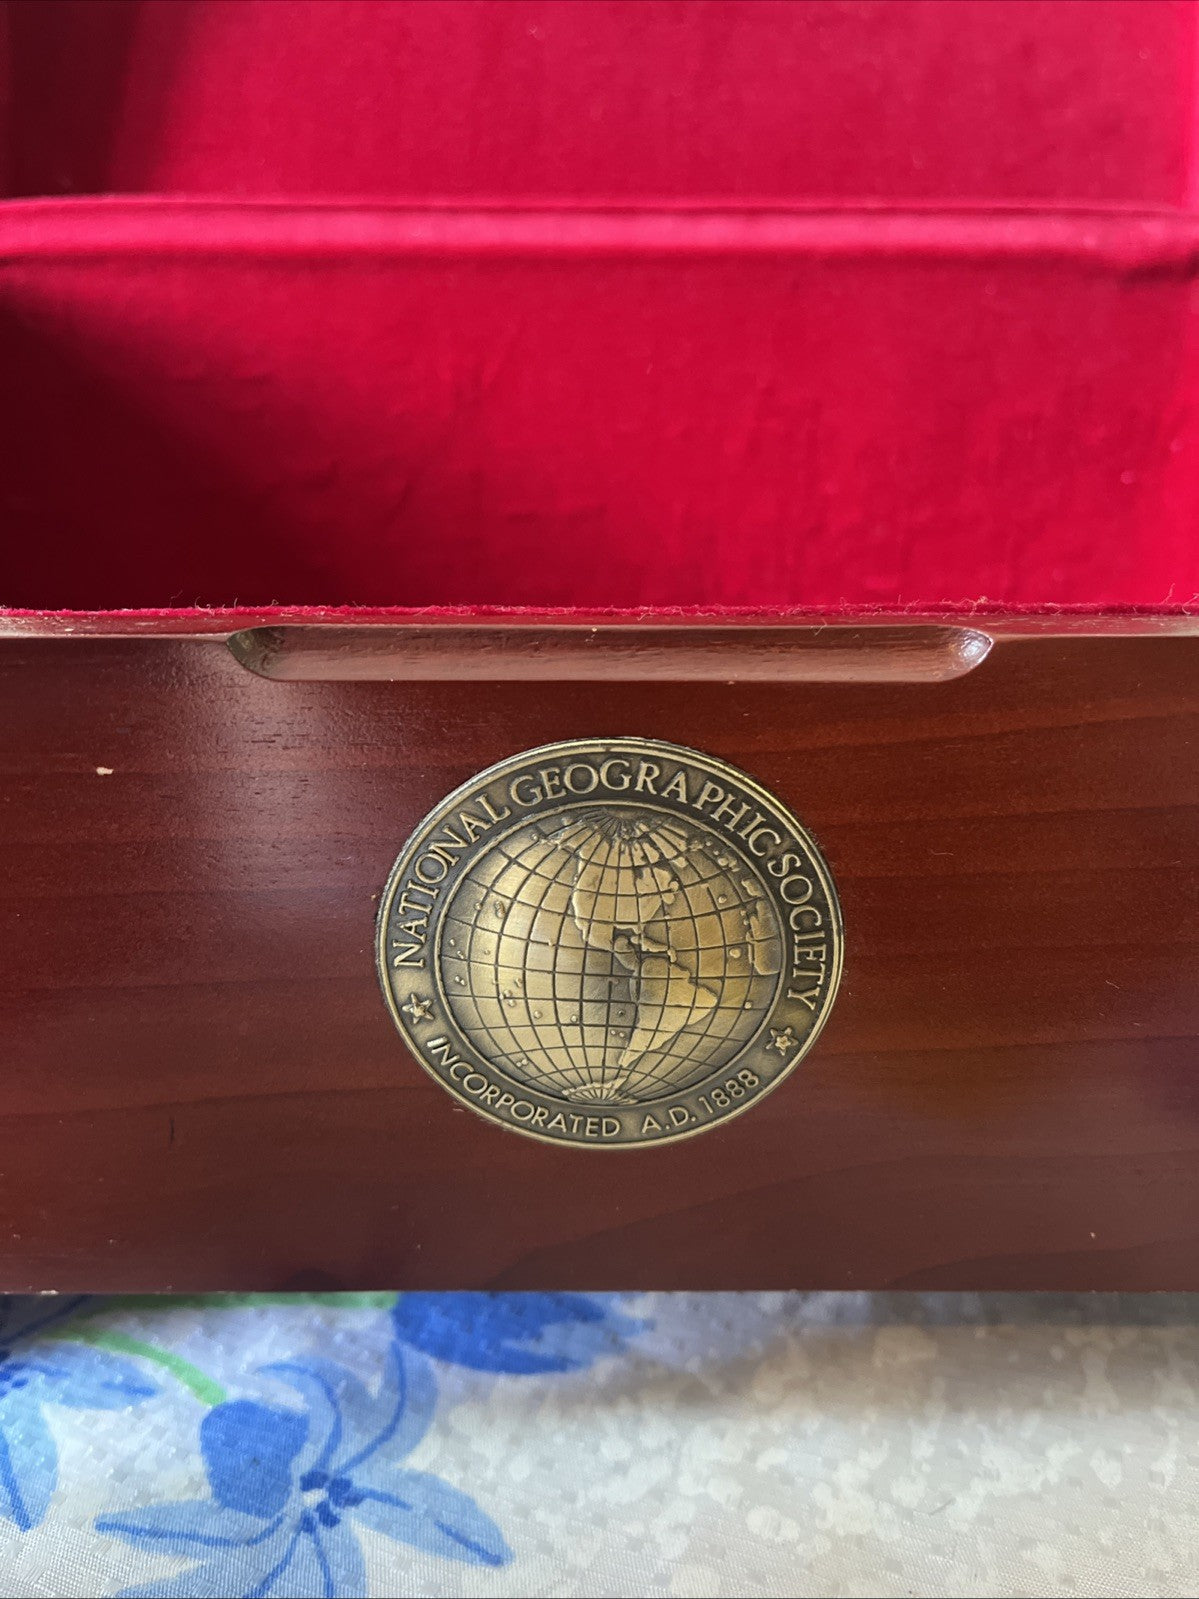 NATIONAL GEOGRAPHIC SOCIETY
INCORPORATED A.D. 1888